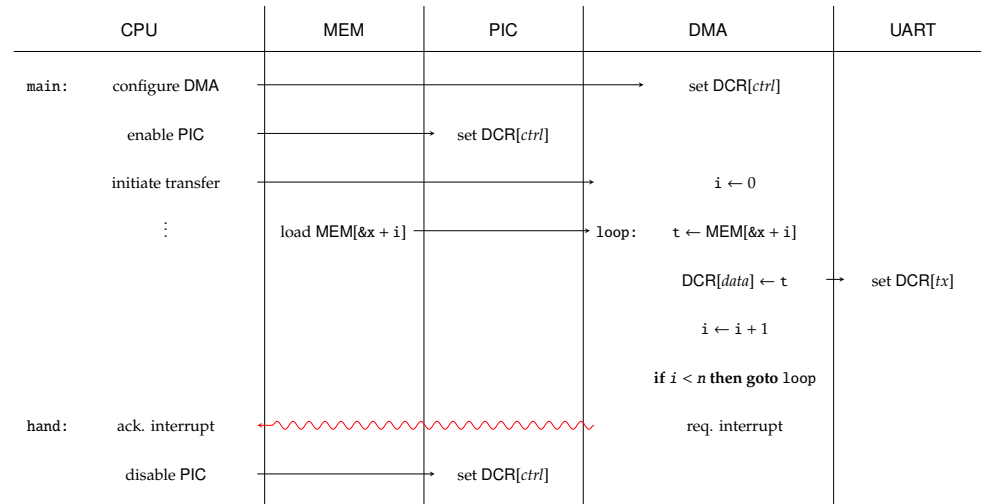 CPU MEM PIC DMA UART
main: configure DMA set DCR[ctrl]
enable PIC set DCR[ctrl]
initiate transfer i ← 0
⋮ load MEM[&x + i] loop: t ← MEM[&x + i]
DCR[data] ← t set DCR[tx]
i ← i + 1
if i < n then goto loop
hand: ack. interrupt req. interrupt
disable PIC set DCR[ctrl]